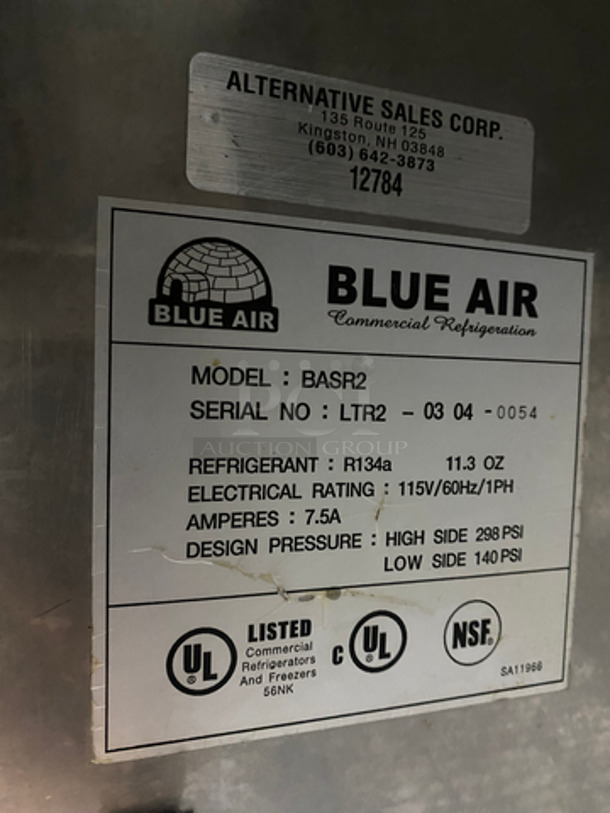 ALTERNATIVE SALES CORP.
135 Route 125
Kingston, NH 03848
(603) 642-3873
12784
BLUE AIR
BLUE AIR
Commercial Refrigeration
MODEL : BASR2
SERIAL NO : LTR2 - 03 04 - 0054
REFRIGERANT : R134a 11.3 OZ
ELECTRICAL RATING : 115V/60Hz/1PH
AMPERES : 7.5A
DESIGN PRESSURE : HIGH SIDE 298 PSI
LOW SIDE 140 PSI
UL
®
LISTED
Commercial
Refrigerators
And Freezers
56NK
C UL
®
NSF®
SA11966
PCI
AUCTION GROUP